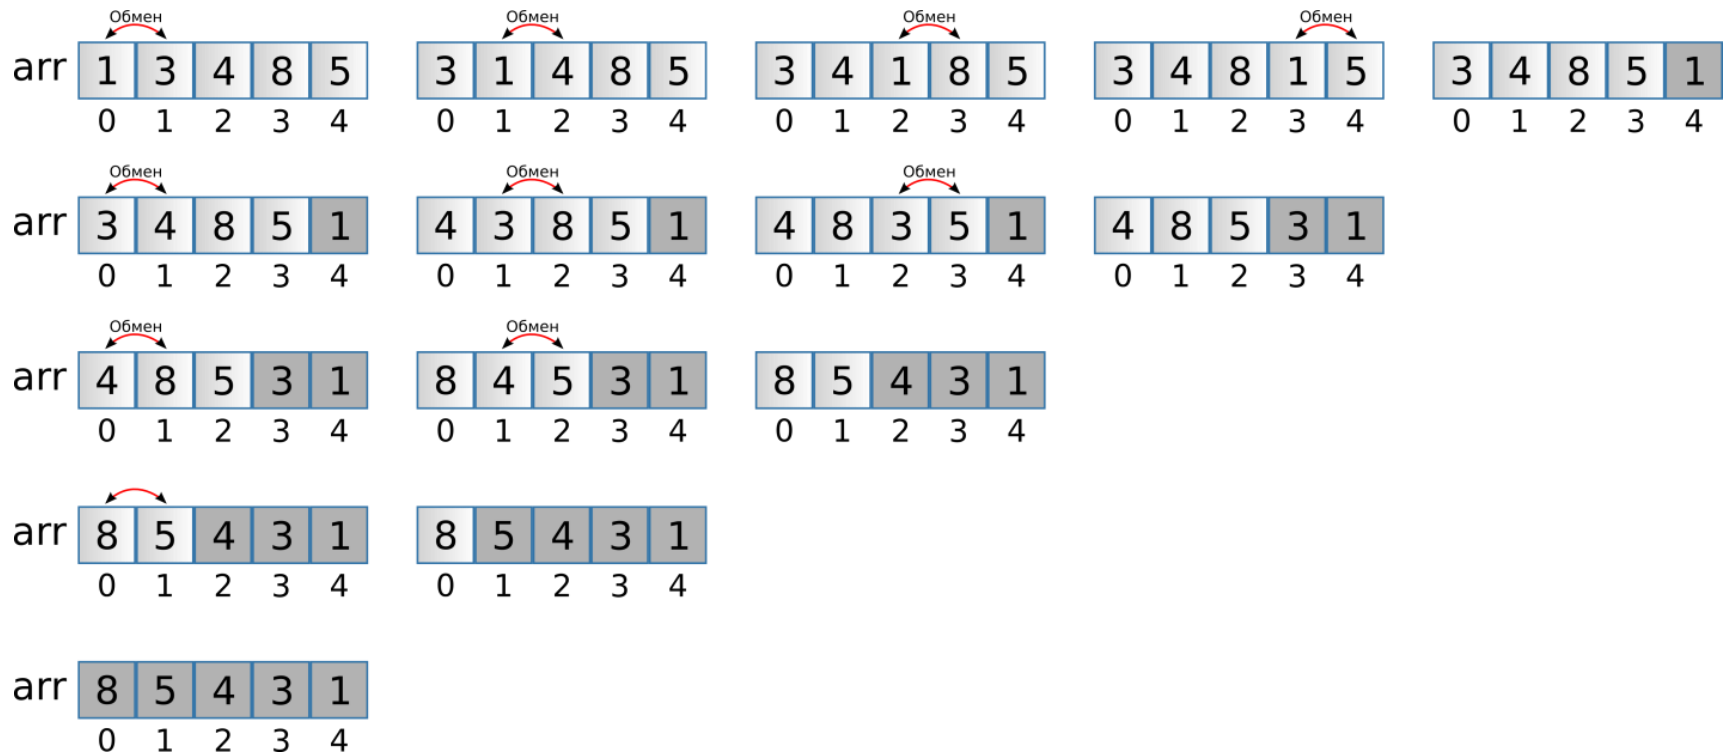 Обмен Обмен Обмен Обмен
arr 1 3 4 8 5 3 1 4 8 5 3 4 1 8 5 3 4 8 1 5 3 4 8 5 1
0 1 2 3 4 0 1 2 3 4 0 1 2 3 4 0 1 2 3 4 0 1 2 3 4
Обмен Обмен Обмен
arr 3 4 8 5 1 4 3 8 5 1 4 8 3 5 1 4 8 5 3 1
0 1 2 3 4 0 1 2 3 4 0 1 2 3 4 0 1 2 3 4
Обмен Обмен
arr 4 8 5 3 1 8 4 5 3 1 8 5 4 3 1
0 1 2 3 4 0 1 2 3 4 0 1 2 3 4
arr 8 5 4 3 1 8 5 4 3 1
0 1 2 3 4 0 1 2 3 4
arr 8 5 4 3 1
0 1 2 3 4